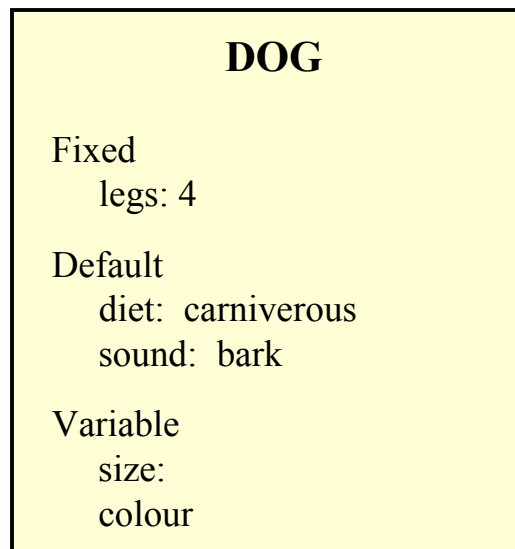 DOG
Fixed
legs: 4
Default
diet: carniverous
sound: bark
Variable
size:
colour